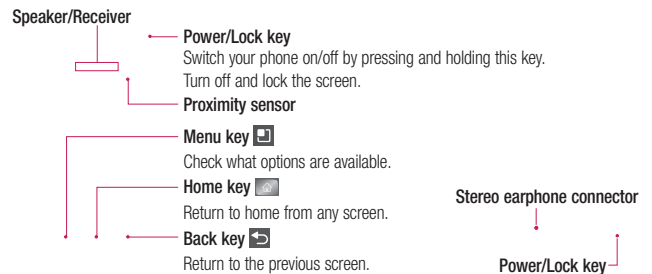 Speaker/Receiver
Power/Lock key
Switch your phone on/off by pressing and holding this key.
Turn off and lock the screen.
Proximity sensor
Menu key
Check what options are available.
Home key
Return to home from any screen.
Back key
Return to the previous screen.
Stereo earphone connector
Power/Lock key